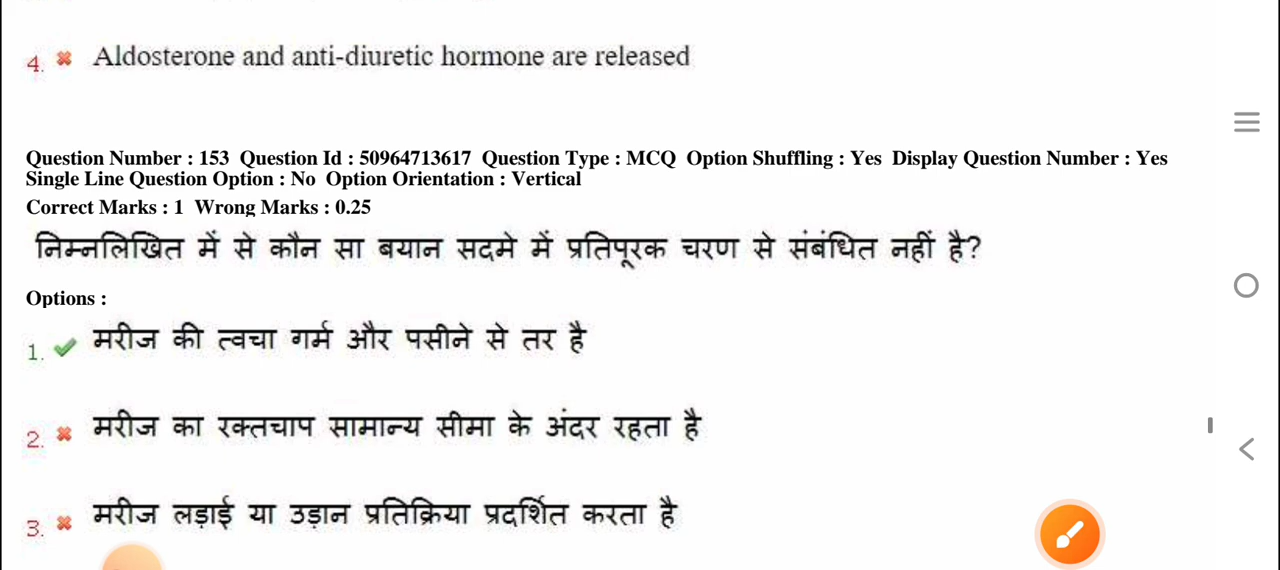 4. Aldosterone and anti-diuretic hormone are released
Question Number : 153 Question Id : 50964713617 Question Type : MCQ Option Shuffling : Yes Display Question Number : Yes
Single Line Question Option : No Option Orientation : Vertical
Correct Marks : 1 Wrong Marks : 0.25
निम्नलिखित में से कौन सा बयान सदमे में प्रतिपूरक चरण से संबंधित नहीं है?
Options :
1. मरीज की त्वचा गर्म और पसीने से तर है
2. मरीज का रक्तचाप सामान्य सीमा के अंदर रहता है
3. मरीज लड़ाई या उड़ान प्रतिक्रिया प्रदर्शित करता है